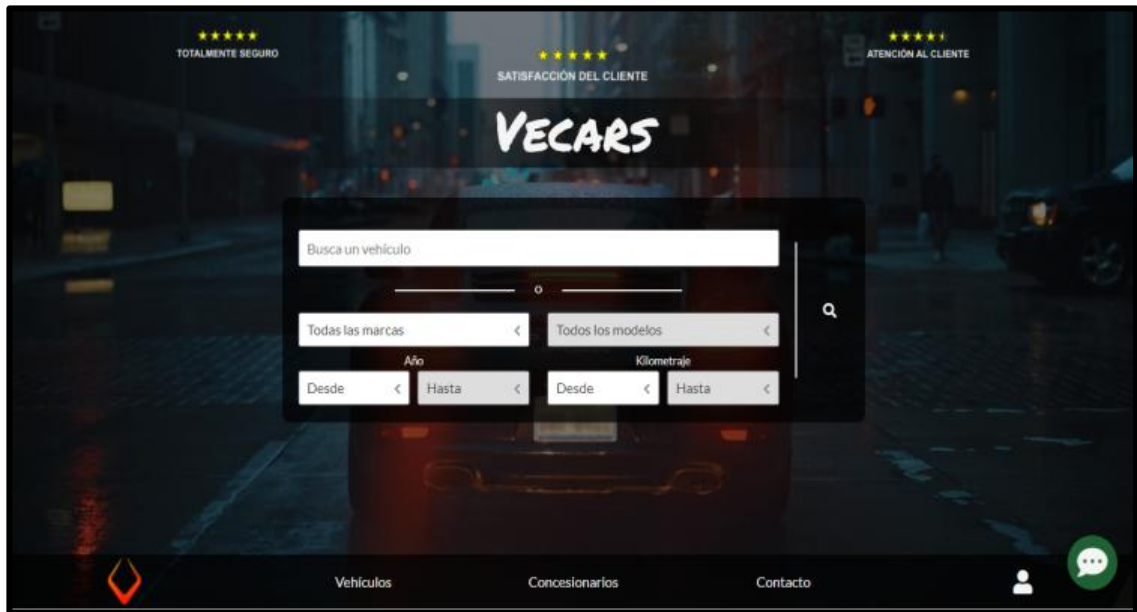 TOTALMENTE SEGURO
SATISFACCIÓN DEL CLIENTE
ATENCIÓN AL CLIENTE
VECARS
Busca un vehículo
o
Todas las marcas
Todos los modelos
Año
Kilometraje
Desde
Hasta
Desde
Hasta
Vehículos
Concesionarios
Contacto